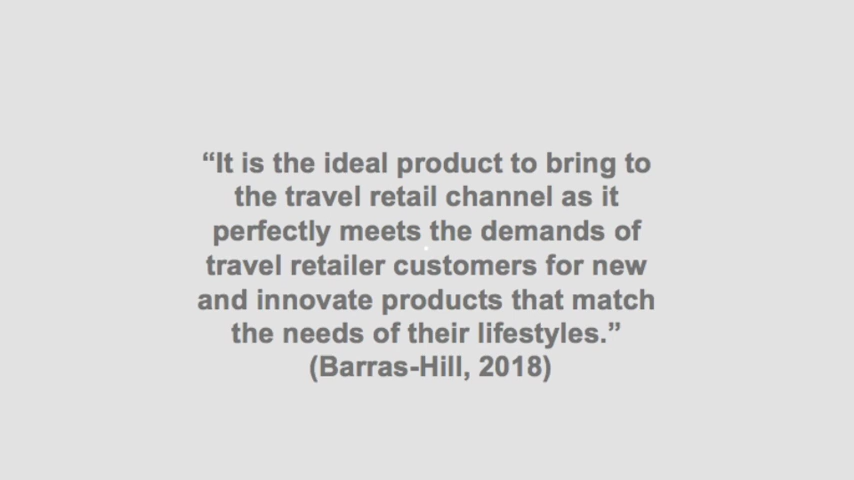 “It is the ideal product to bring to
the travel retail channel as it
perfectly meets the demands of
travel retailer customers for new
and innovate products that match
the needs of their lifestyles.”
(Barras-Hill, 2018)